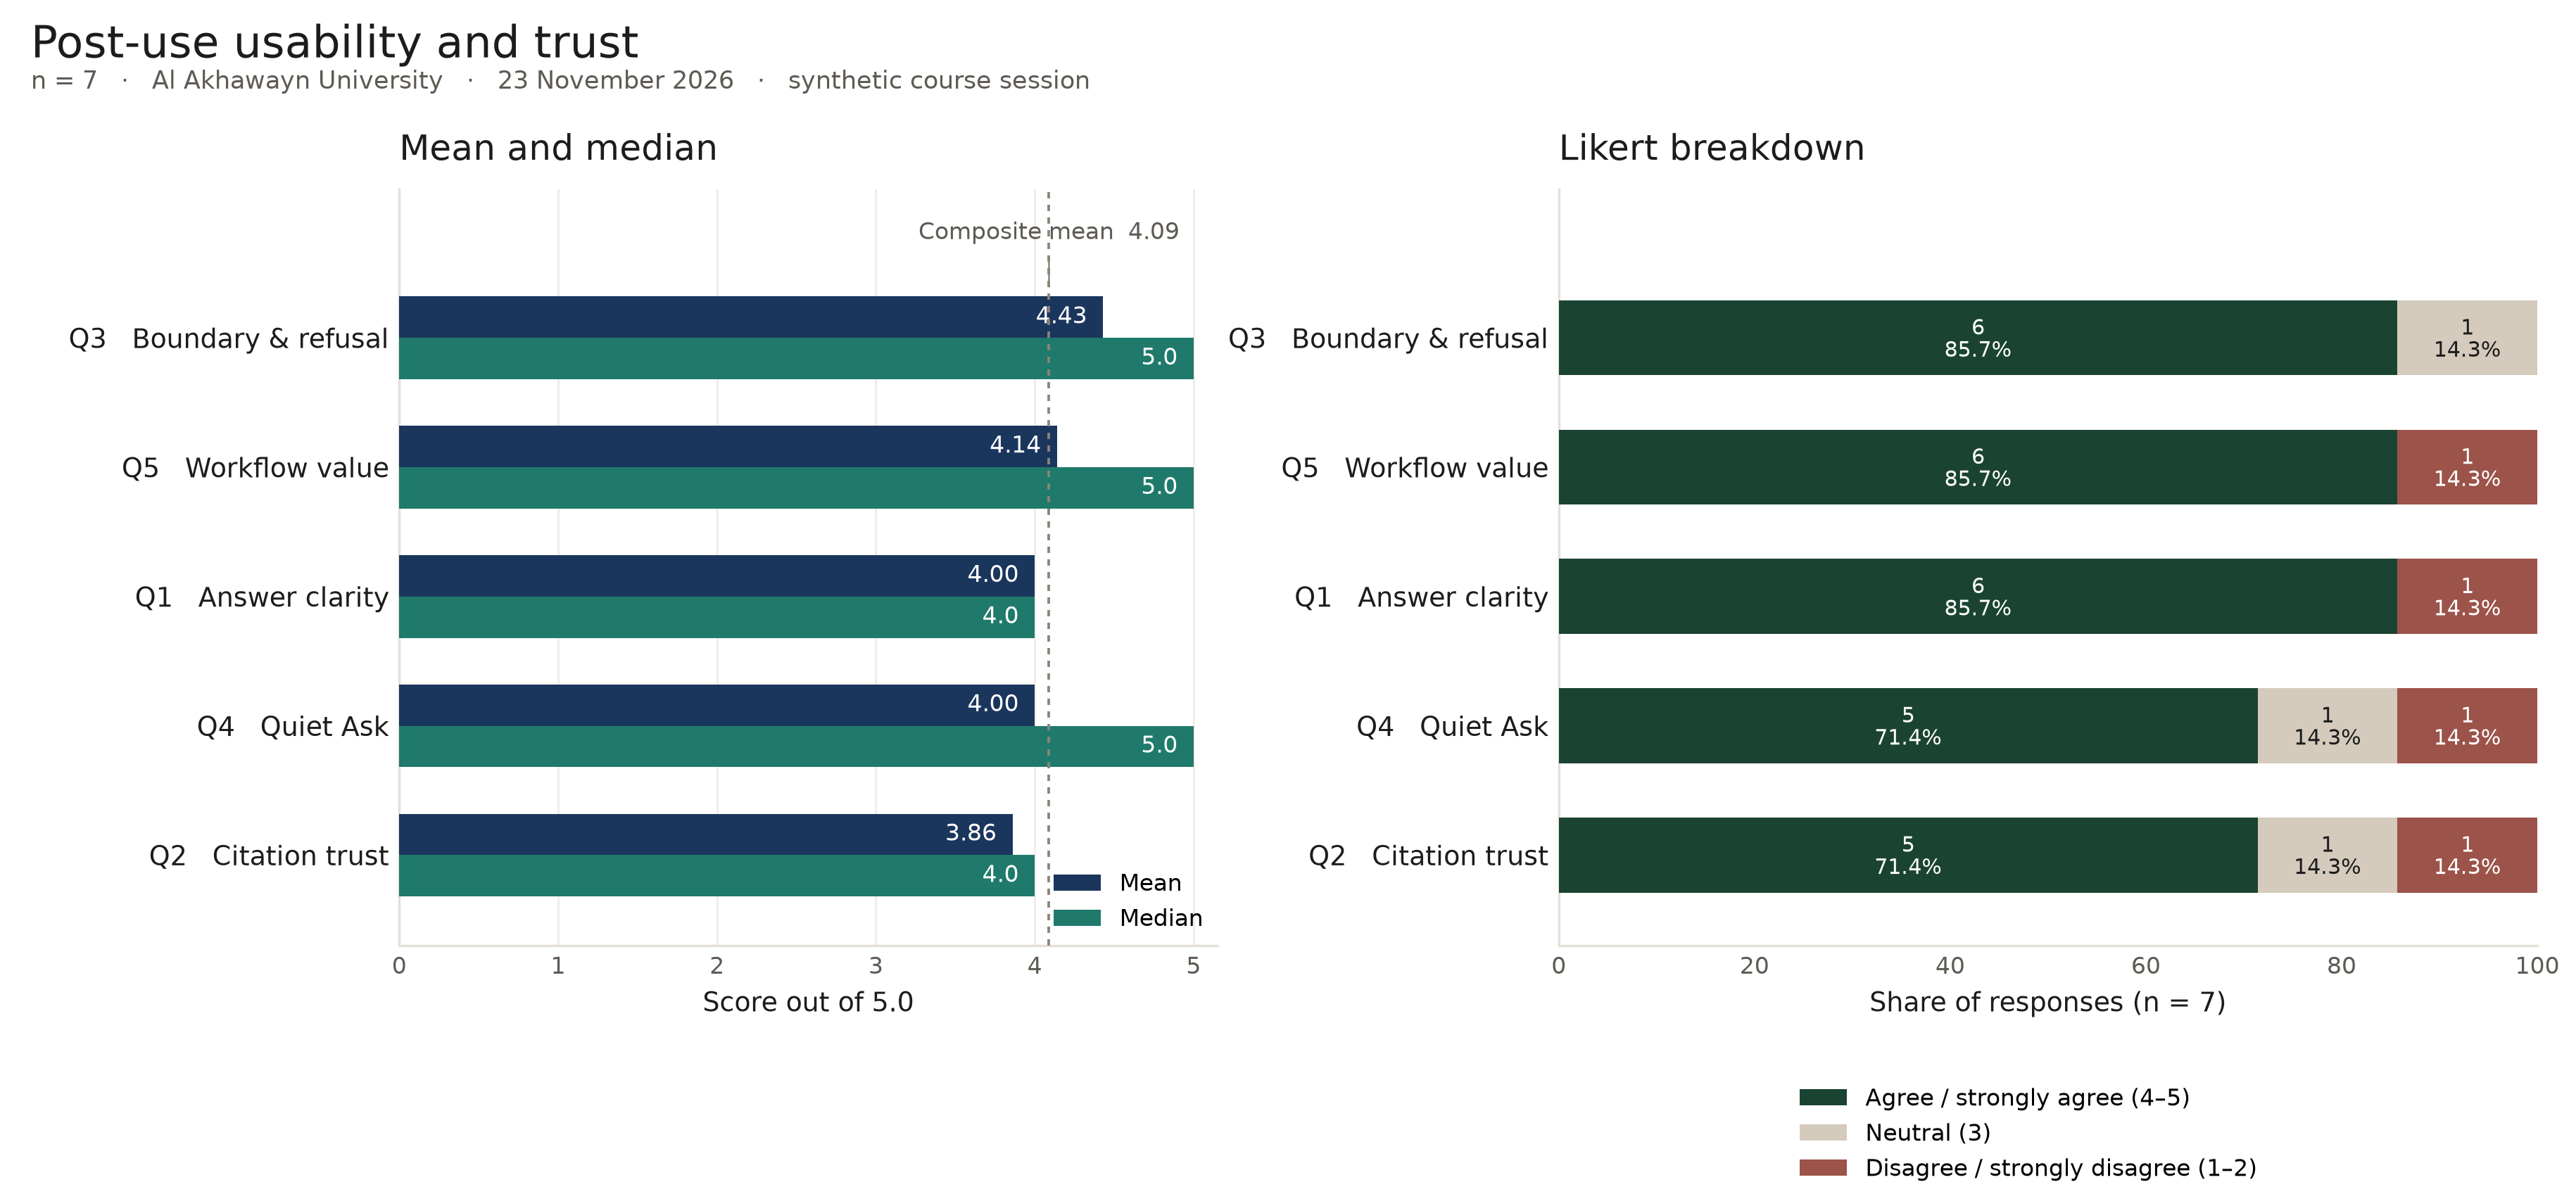 Post-use usability and trust
n = 7 · Al Akhawayn University · 23 November 2026 · synthetic course session
Mean and median
Composite mean 4.09
Q3 Boundary & refusal
4.43
5.0
Q5 Workflow value
4.14
5.0
Q1 Answer clarity
4.00
4.0
Q4 Quiet Ask
4.00
5.0
Q2 Citation trust
3.86
4.0
Mean
Median
0 1 2 3 4 5
Score out of 5.0
Likert breakdown
Q3 Boundary & refusal
6 1
85.7% 14.3%
Q5 Workflow value
6 1
85.7% 14.3%
Q1 Answer clarity
6 1
85.7% 14.3%
Q4 Quiet Ask
5 1 1
71.4% 14.3% 14.3%
Q2 Citation trust
5 1 1
71.4% 14.3% 14.3%
0 20 40 60 80 100
Share of responses (n = 7)
Agree / strongly agree (4–5)
Neutral (3)
Disagree / strongly disagree (1–2)